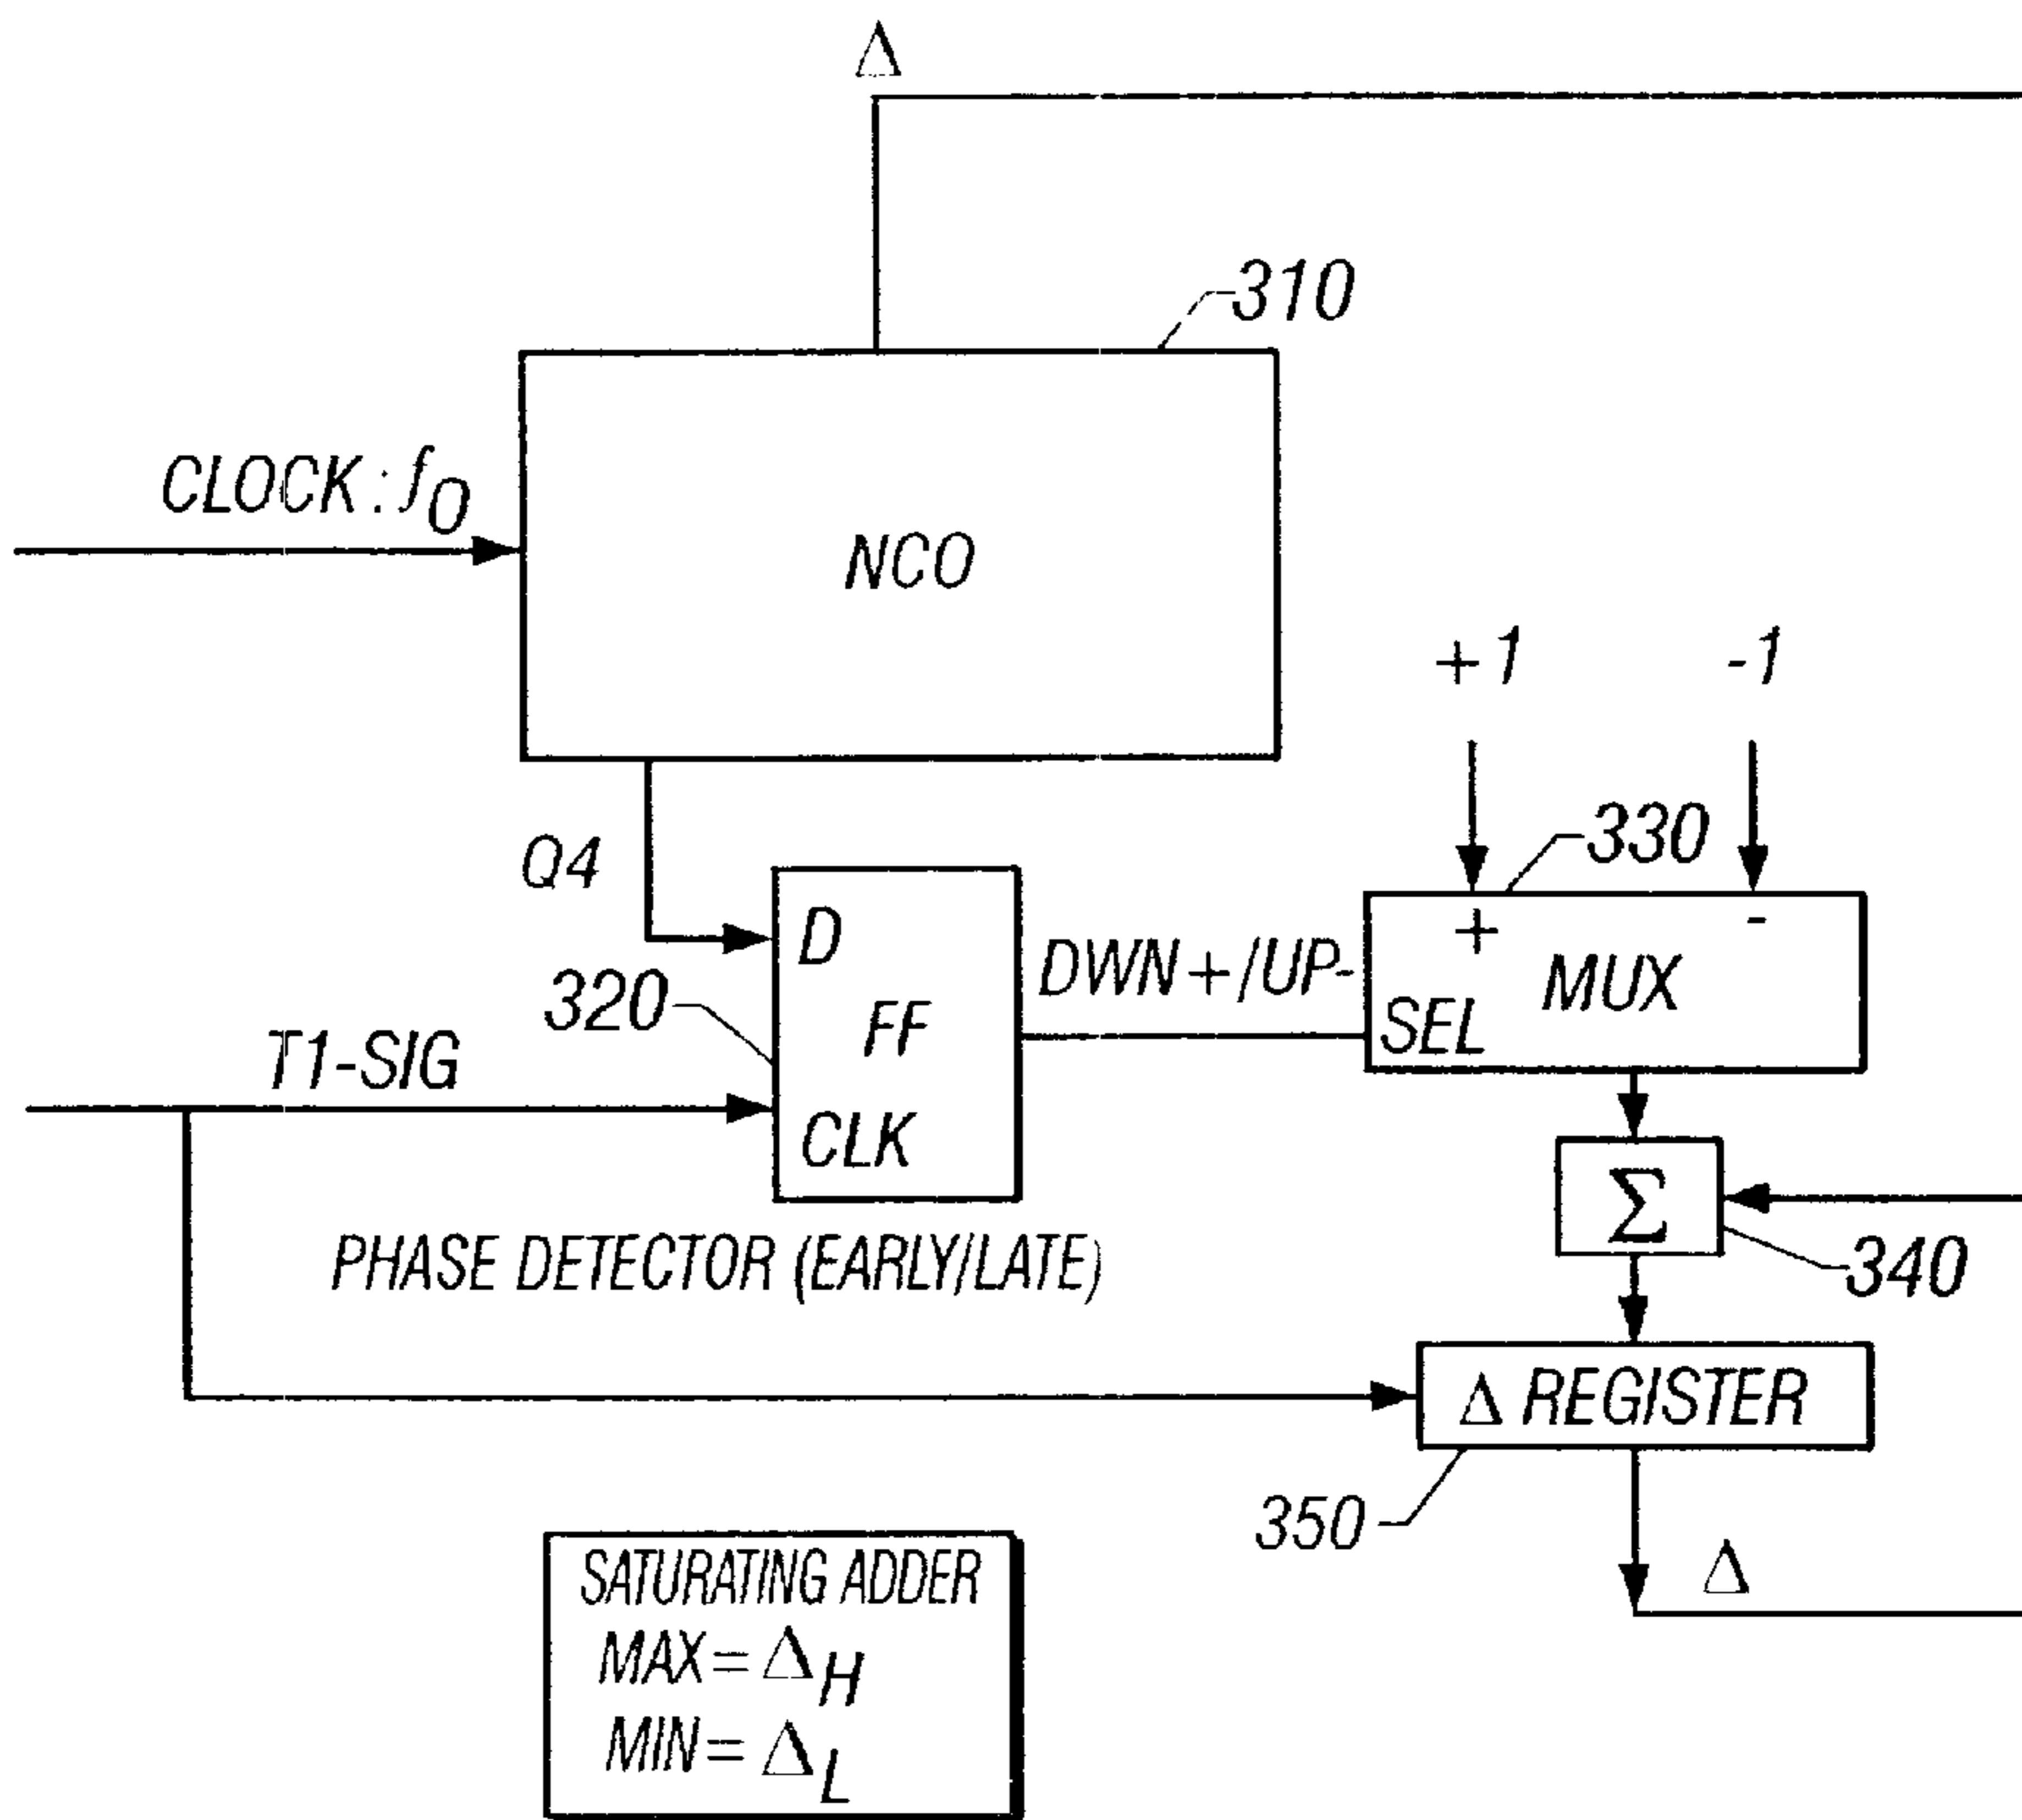 Δ
310
CLOCK : fO
NCO
+1 -1
330
Q4
+ -
D
DWN +/UP-
MUX
320
FF
SEL
T1-SIG
CLK
Σ
PHASE DETECTOR (EARLY/LATE)
340
Δ REGISTER
350
SATURATING ADDER
Δ
MAX = ΔH
MIN = ΔL